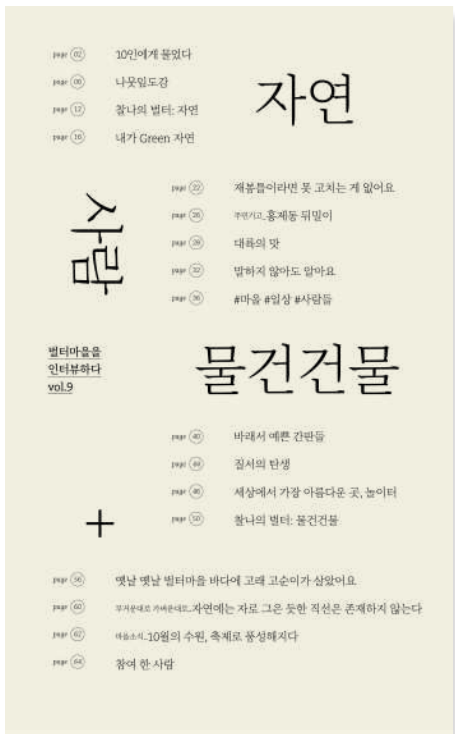 page 02 10인에게 물었다
page 06 나뭇잎도감
page 12 찰나의 벌터: 자연
page 16 내가 Green 자연
자연
page 22 재봉틀이라면 못 고치는 게 없어요
page 26 주민기고_홍제동 뒤밀이
page 28 대륙의 맛
page 32 말하지 않아도 알아요
page 36 #마을 #일상 #사람들
사람
벌터마을을
인터뷰하다
vol.9
물건건물
page 40 바래서 예쁜 간판들
page 44 질서의 탄생
page 46 세상에서 가장 아름다운 곳, 놀이터
page 50 찰나의 벌터: 물건건물
+
page 56 옛날 옛날 벌터마을 바다에 고래 고순이가 살았어요
page 60 무거운대로 가벼운대로_자연에는 자로 그은 듯한 직선은 존재하지 않는다
page 62 마을소식_10월의 수원, 축제로 풍성해지다
page 64 참여 한 사람